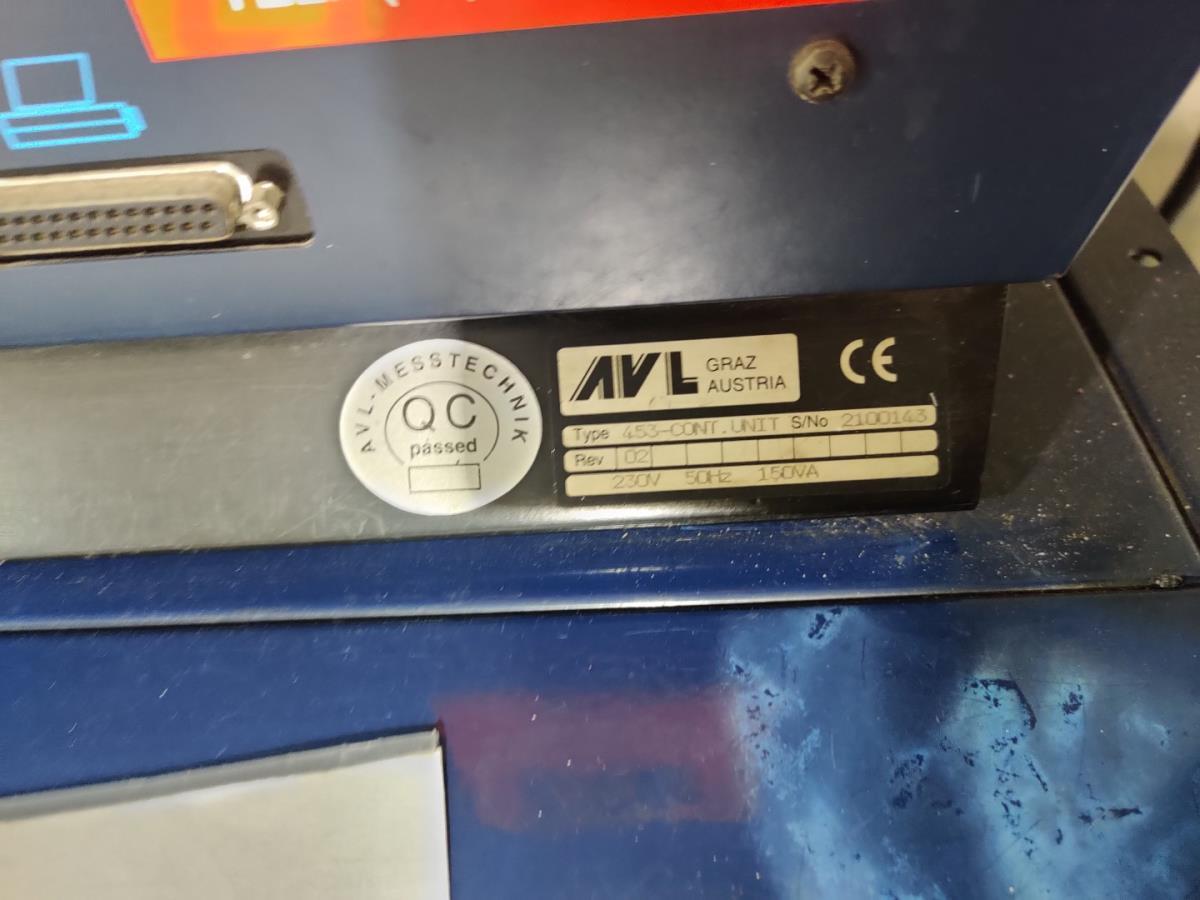 AVL-MESSTECHNIK
QC
passed
AVL GRAZ
AUSTRIA
CE
Type 453-CONT.UNIT S/No 2100143
Rev 02
230V 50Hz 150VA